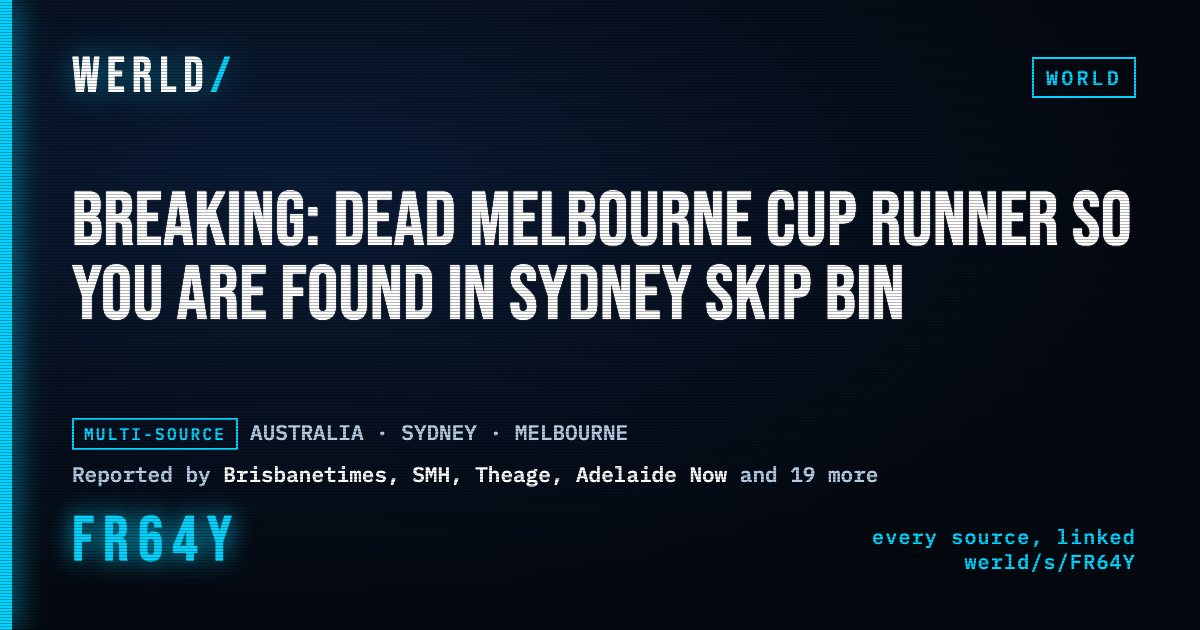 WERLD/
WORLD
BREAKING: DEAD MELBOURNE CUP RUNNER SO
YOU ARE FOUND IN SYDNEY SKIP BIN
MULTI-SOURCE AUSTRALIA · SYDNEY · MELBOURNE
Reported by Brisbanetimes, SMH, Theage, Adelaide Now and 19 more
FR64Y
every source, linked
werld/s/FR64Y